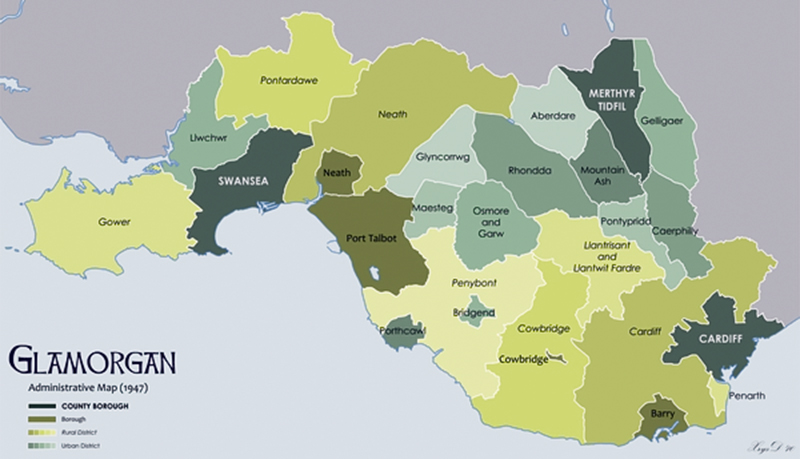 Pontardawe
Neath
MERTHYR
TIDFIL
Aberdare
Gelligaer
Llwchwr
Glyncorrwg
Rhondda
Mountain
Ash
SWANSEA
Neath
Gower
Maesteg
Osmore
and
Garw
Pontypridd
Caerphily
Port Talbot
Llantrisant
and
Llantwit Fardre
Penybont
Bridgend
Porthcawl
Cowbridge
Cowbridge
Cardiff
CARDIFF
Penarth
Barry
GLAMORGAN
Administrative Map (1947)
COUNTY BOROUGH
Borough
Rural District
Urban District